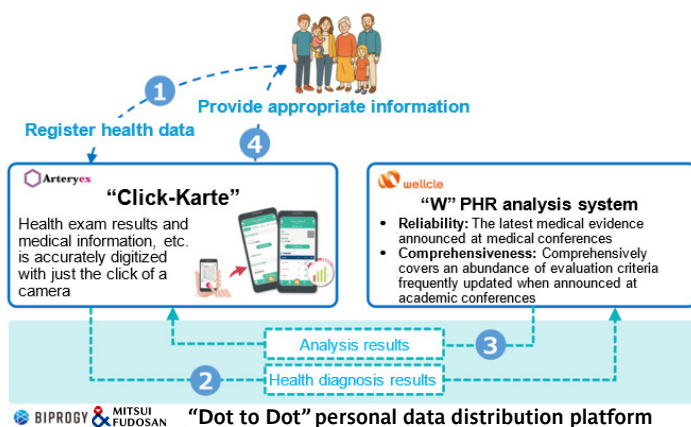 1
Provide appropriate information
Register health data
4
Arteryex
“Click-Karte”
Health exam results and
medical information, etc.
is accurately digitized
with just the click of a
camera
wellcle
“W” PHR analysis system
• Reliability: The latest medical evidence
announced at medical conferences
• Comprehensiveness: Comprehensively
covers an abundance of evaluation criteria
frequently updated when announced at
academic conferences
Analysis results
3
2
Health diagnosis results
BIPROGY & MITSUI
FUDOSAN
“Dot to Dot” personal data distribution platform